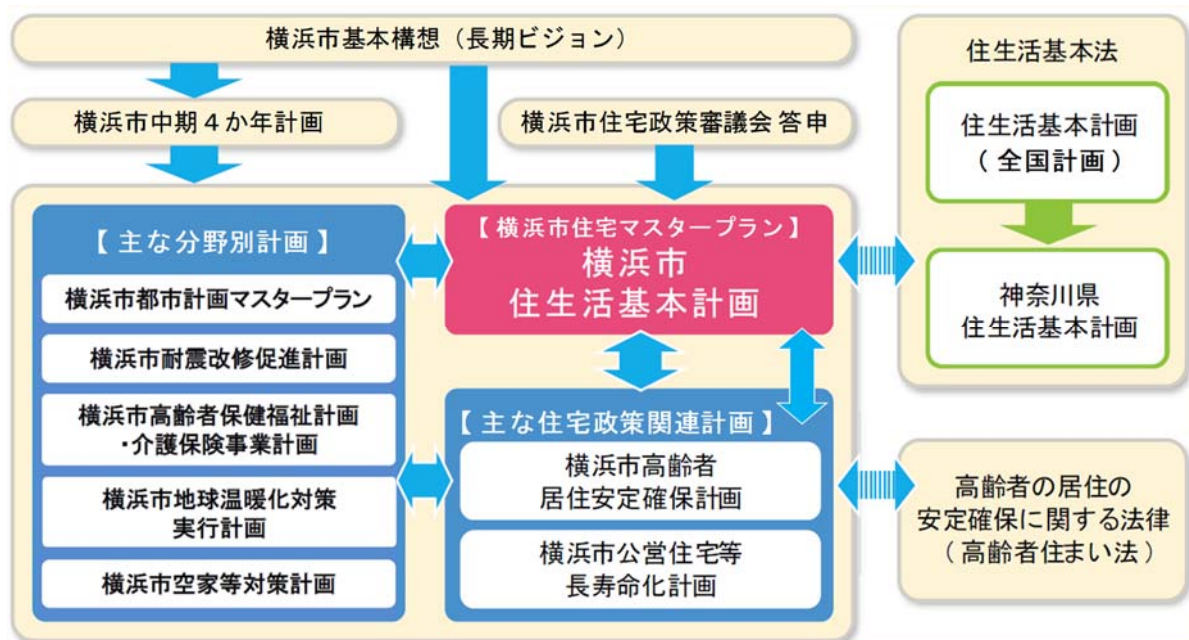 横浜市基本構想（長期ビジョン）
横浜市中期４か年計画
横浜市住宅政策審議会答申
【 主な分野別計画 】
横浜市都市計画マスタープラン
横浜市耐震改修促進計画
横浜市高齢者保健福祉計画
・介護保険事業計画
横浜市地球温暖化対策
実行計画
横浜市空家等対策計画
【 横浜市住宅マスタープラン】
横浜市
住生活基本計画
【 主な住宅政策関連計画 】
横浜市高齢者
居住安定確保計画
横浜市公営住宅等
長寿命化計画
住生活基本法
住生活基本計画
（ 全国計画 ）
神奈川県
住生活基本計画
高齢者の居住の
安定確保に関する法律
（ 高齢者住まい法 ）